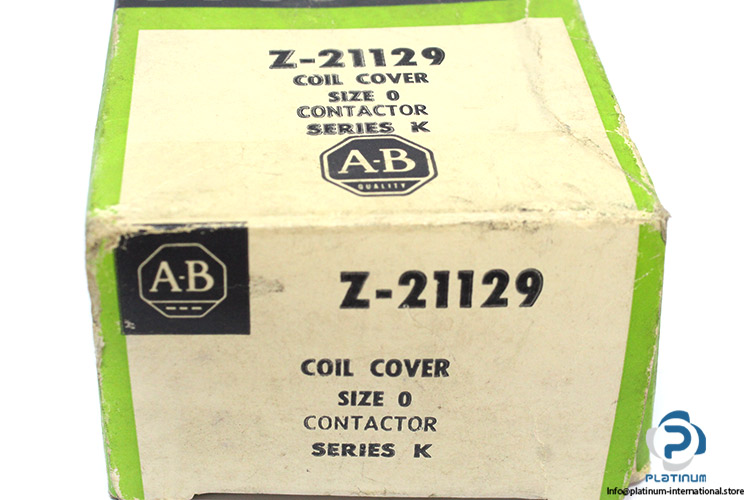 Z-21129
COIL COVER
SIZE 0
CONTACTOR
SERIES K
A-B
QUALITY
A-B
Z-21129
COIL COVER
SIZE 0
CONTACTOR
SERIES K
PLATINUM
Info@platinum-international.store